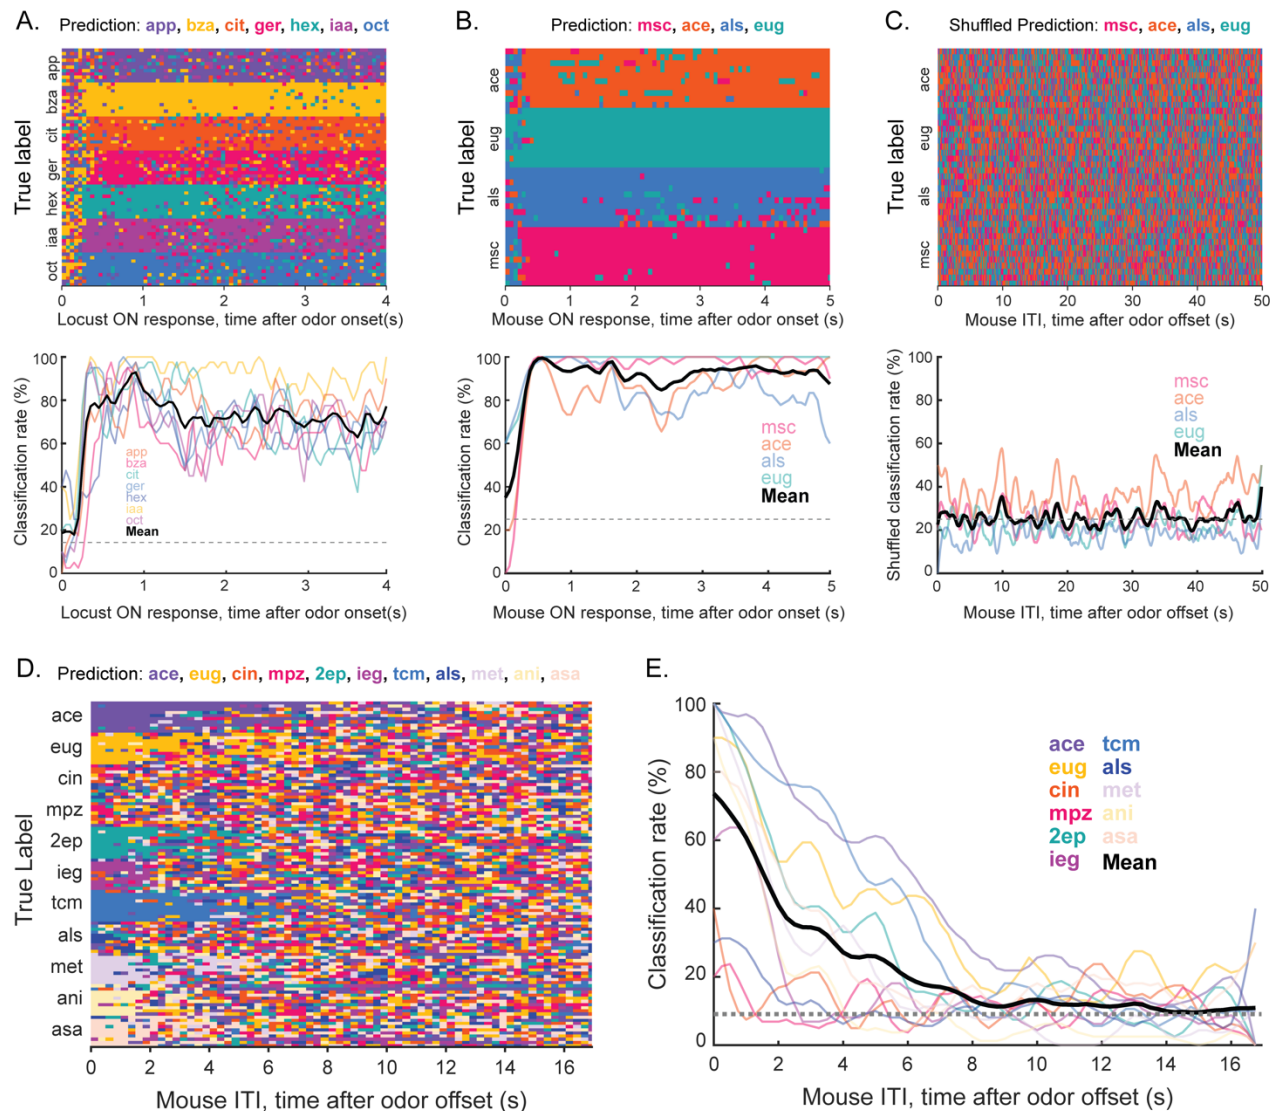 A. Prediction: app, bza, cit, ger, hex, iaa, oct
True label
app
bza
cit
ger
hex
iaa
oct
0 1 2 3 4
Locust ON response, time after odor onset(s)
Classification rate (%)
100
80
60
40
20
0
app
bza
cit
ger
hex
iaa
oct
Mean
0 1 2 3 4
Locust ON response, time after odor onset(s)
B. Prediction: msc, ace, als, eug
True label
ace
eug
als
msc
0 1 2 3 4 5
Mouse ON response, time after odor onset(s)
Classification rate (%)
100
80
60
40
20
0
msc
ace
als
eug
Mean
0 1 2 3 4 5
Mouse ON response, time after odor onset(s)
C. Shuffled Prediction: msc, ace, als, eug
True label
ace
eug
als
msc
0 10 20 30 40 50
Mouse ITI, time after odor offset (s)
Shuffled classification rate (%)
100
80
60
40
20
0
msc
ace
als
eug
Mean
0 10 20 30 40 50
Mouse ITI, time after odor offset (s)
D. Prediction: ace, eug, cin, mpz, 2ep, ieg, tcm, als, met, ani, asa
True Label
ace
eug
cin
mpz
2ep
ieg
tcm
als
met
ani
asa
0 2 4 6 8 10 12 14 16
Mouse ITI, time after odor offset (s)
E.
Classification rate (%)
100
80
60
40
20
0
ace tcm
eug als
cin met
mpz ani
2ep asa
ieg Mean
0 2 4 6 8 10 12 14 16
Mouse ITI, time after odor offset (s)